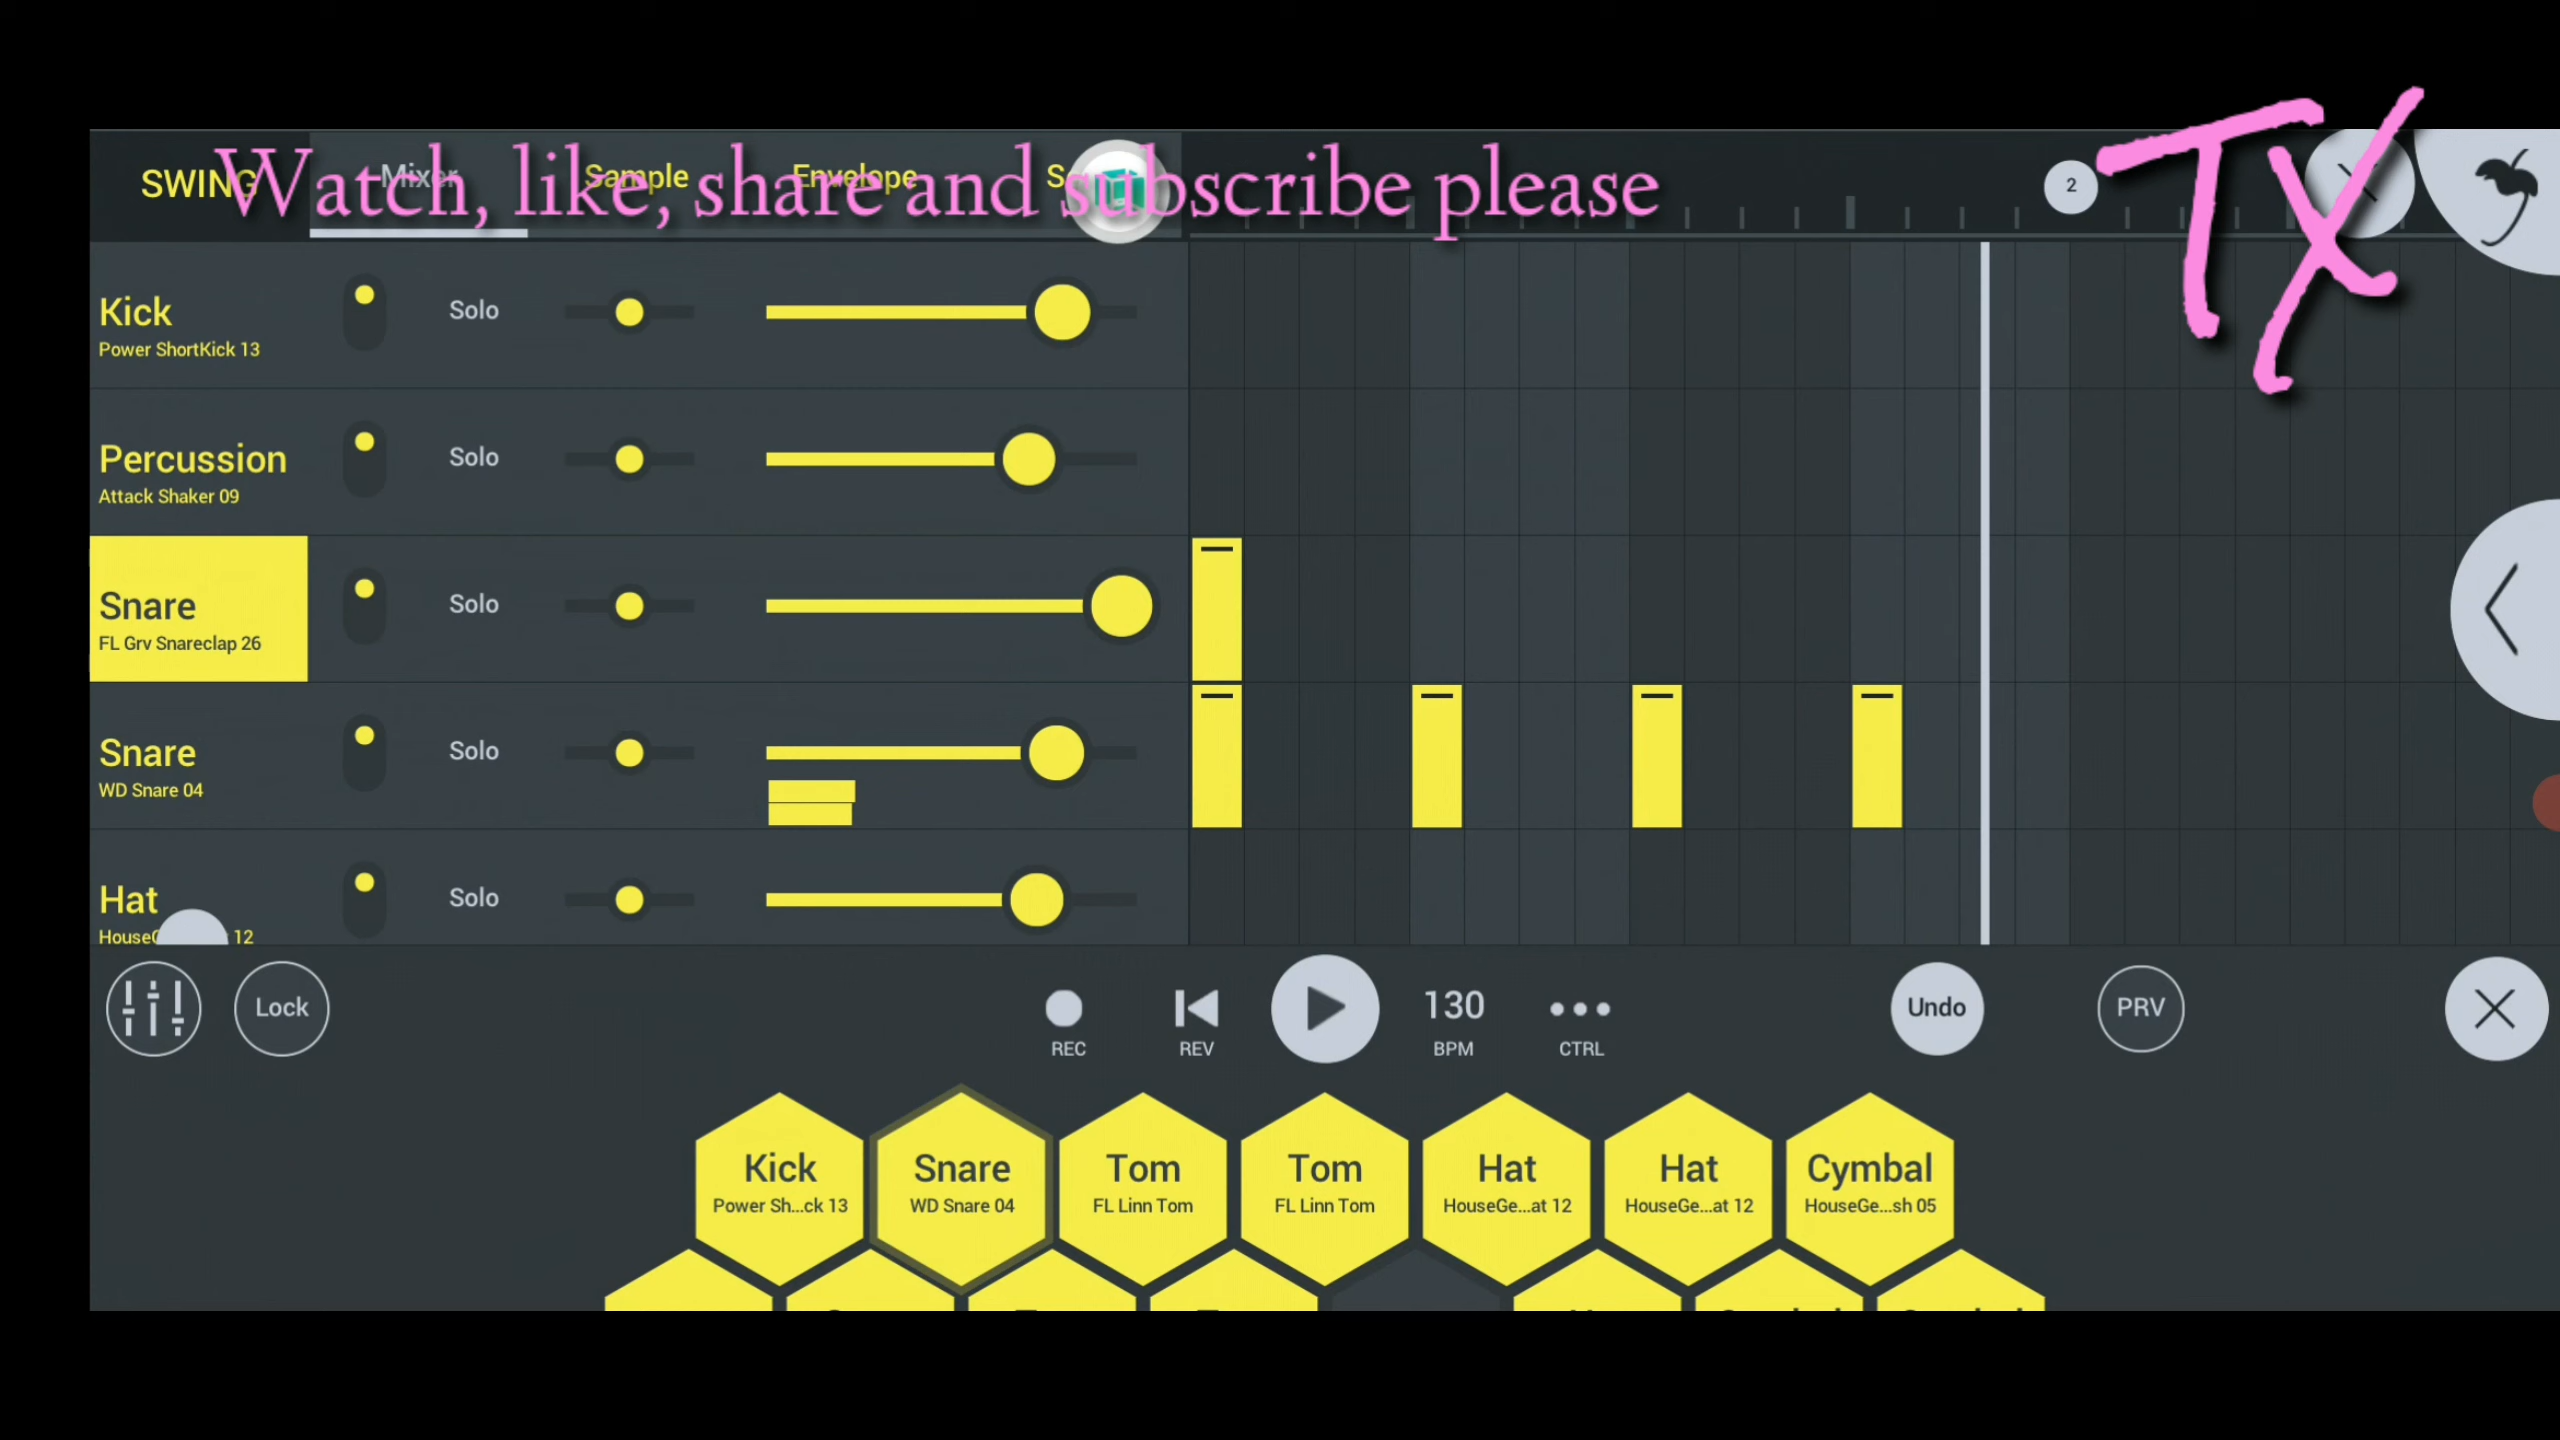 SWING Mixer Sample Envelope
Watch, like, share and subscribe please
2
TX
Kick Solo
Power ShortKick 13
Percussion Solo
Attack Shaker 09
Snare Solo
FL Grv Snareclap 26
Snare Solo
WD Snare 04
Hat Solo
12
Lock 130 Undo PRV
REC REV BPM CTRL
Kick Snare Tom Tom Hat Hat Cymbal
Power Sh...ck 13 WD Snare 04 FL Linn Tom FL Linn Tom HouseGe...at 12 HouseGe...at 12 HouseGe...sh 05